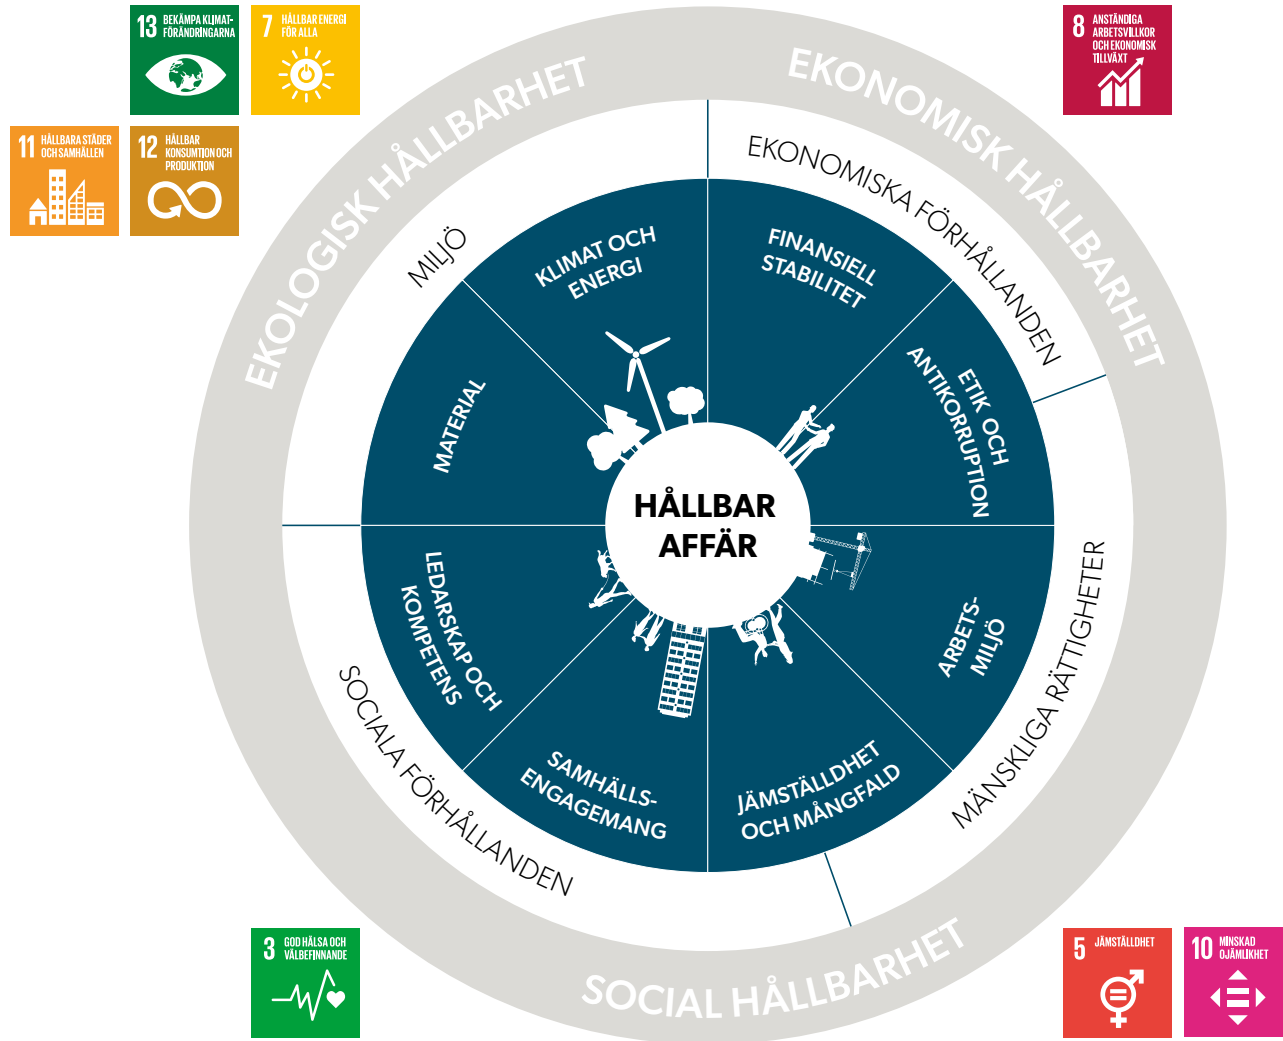 13 BEKÄMPA KLIMAT-
FÖRÄNDRINGARNA
7 HÅLLBAR ENERGI
FÖR ALLA
8 ANSTÄNDIGA
ARBETSVILLKOR
OCH EKONOMISK
TILLVÄXT
11 HÅLLBARA STÄDER
OCH SAMHÄLLEN
12 HÅLLBAR
KONSUMTION OCH
PRODUKTION
EKOLOGISK HÅLLBARHET
EKONOMISK HÅLLBARHET
MILJÖ
EKONOMISKA FÖRHÅLLANDEN
KLIMAT OCH
ENERGI
FINANSIELL
STABILITET
MATERIAL
ETIK OCH
ANTIKORRUPTION
HÅLLBAR
AFFÄR
LEDARSKAP OCH
KOMPETENS
ARBETS-
MILJÖ
SAMHÄLLS-
ENGAGEMANG
JÄMSTÄLLDHET
OCH MÅNGFALD
SOCIALA FÖRHÅLLANDEN
MÄNSKLIGA RÄTTIGHETER
SOCIAL HÅLLBARHET
3 GOD HÄLSA OCH
VÄLBEFINNANDE
5 JÄMSTÄLLDHET
10 MINSKAD
OJÄMLIKHET